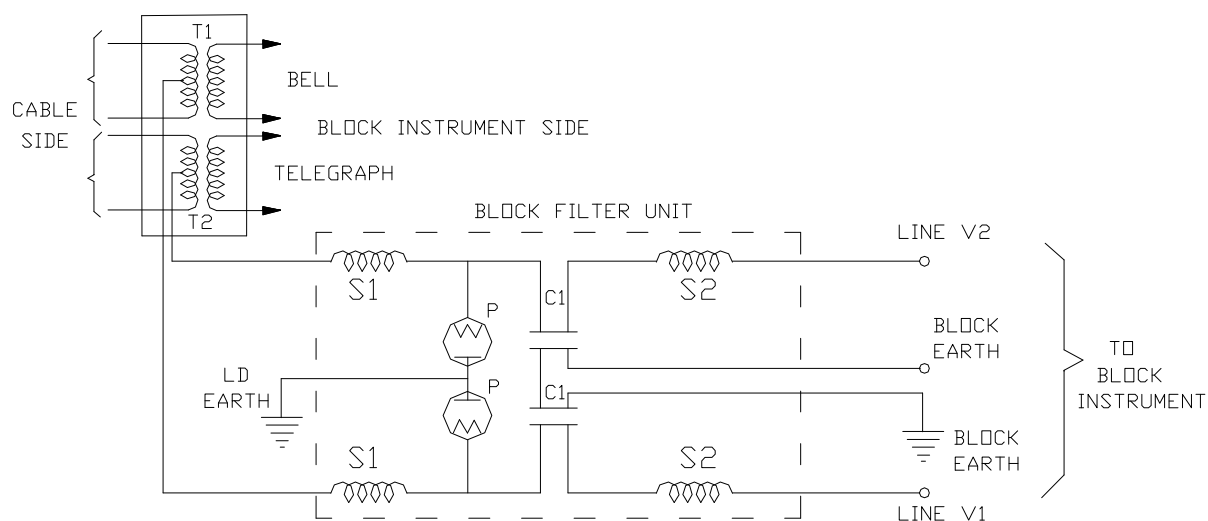 T1
BELL
CABLE
SIDE
BLOCK INSTRUMENT SIDE
TELEGRAPH
T2
BLOCK FILTER UNIT
LINE V2
S1
C1
S2
P
BLOCK
EARTH
TO
BLOCK
INSTRUMENT
LD
EARTH
P
C1
BLOCK
EARTH
S1
S2
LINE V1